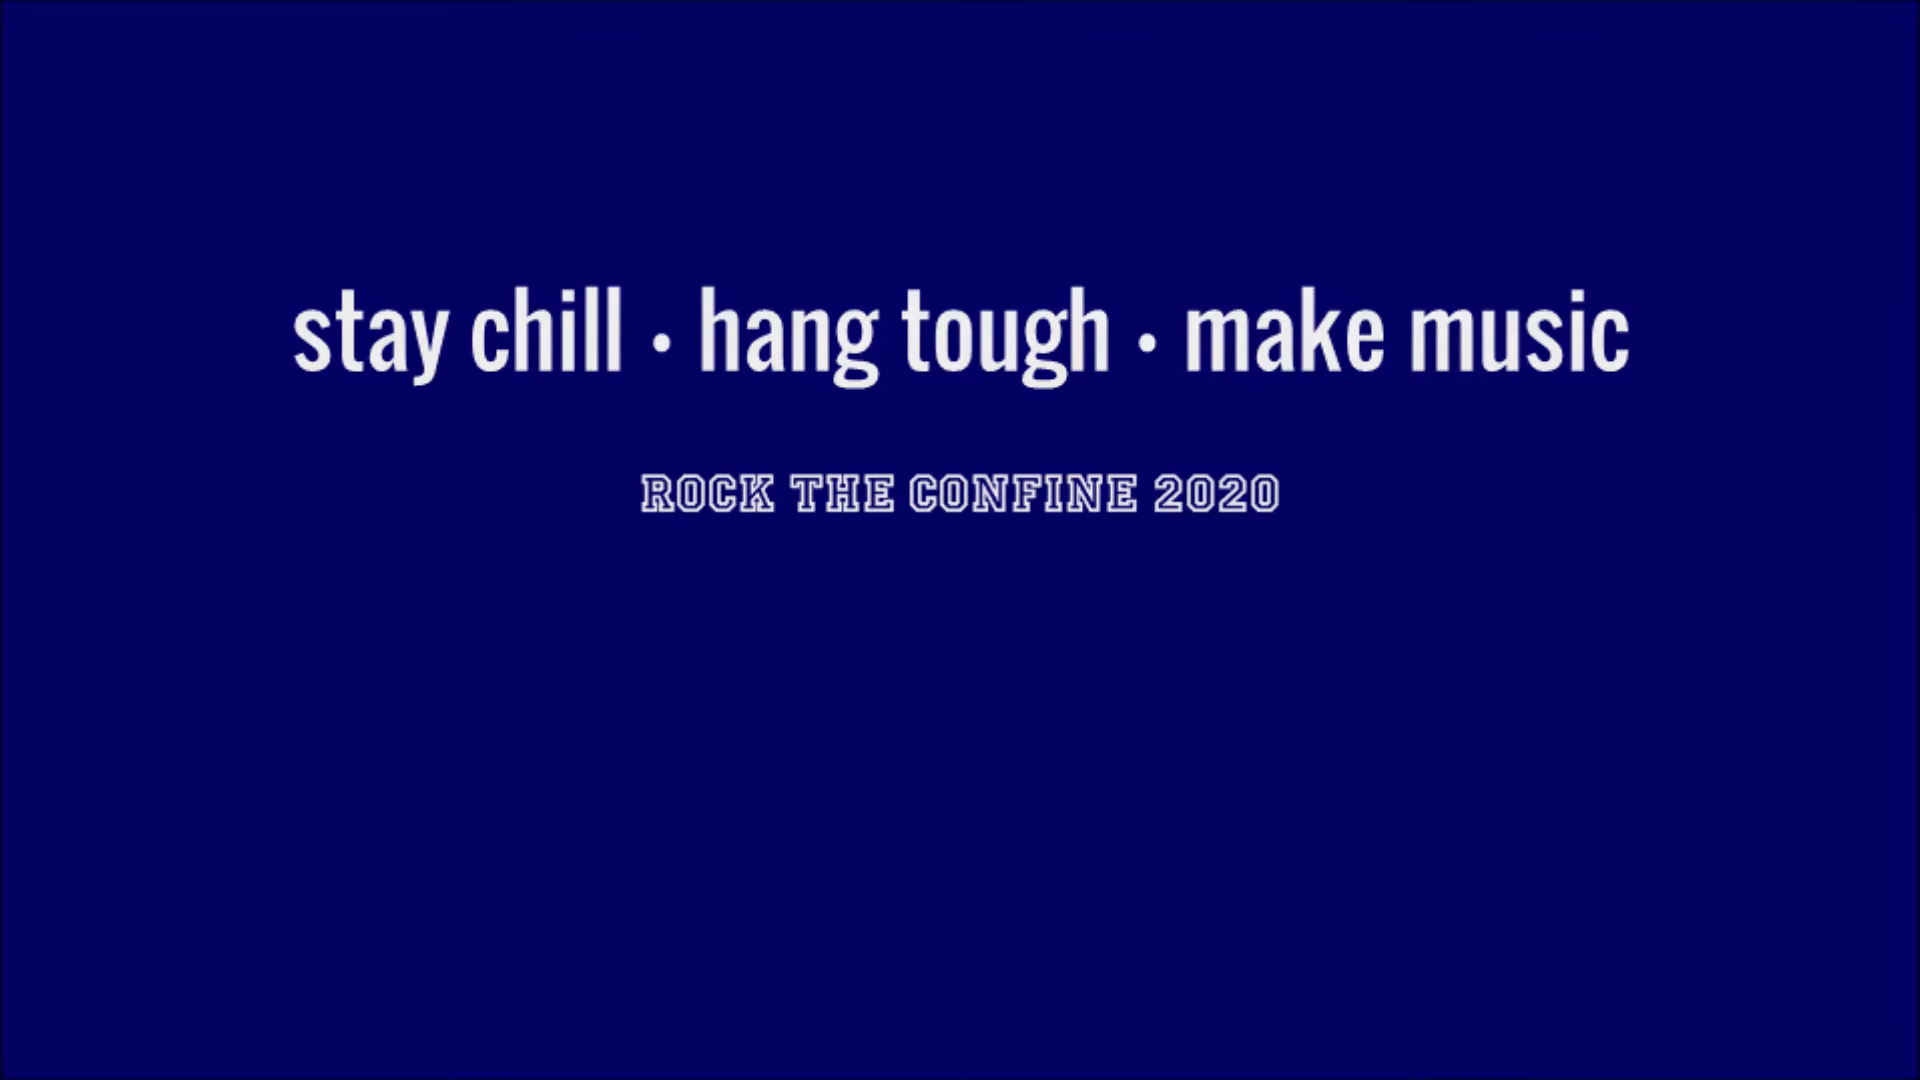 stay chill • hang tough • make music
ROCK THE CONFINE 2020